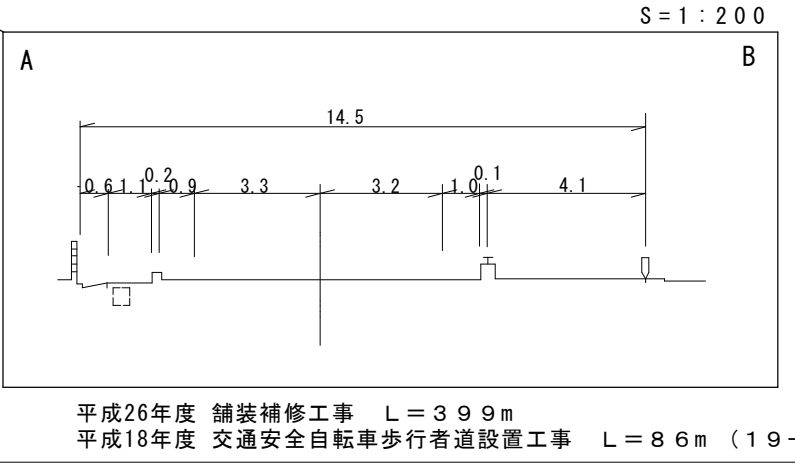 S=1:200
A
B
14.5
0.6 1.1 0.2 0.9 3.3 3.2 1.0 0.1 4.1
平成26年度 舗装補修工事 L=399m
平成18年度 交通安全自転車歩行者道設置工事 L=86m (19-